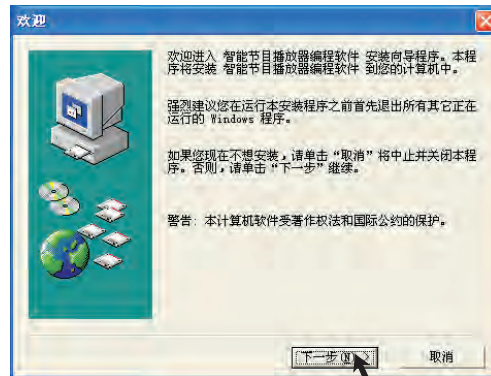 欢迎
欢迎进入 智能节目播放器编程软件 安装向导程序。本程
序将安装 智能节目播放器编程软件 到您的计算机中。
强烈建议您在运行本安装程序之前首先退出所有其它正在
运行的 Windows 程序。
如果您现在不想安装，请单击“取消”将中止并关闭本程
序。否则，请单击“下一步”继续。
警告: 本计算机软件受著作权法和国际公约的保护。
下一步(N) >
取消